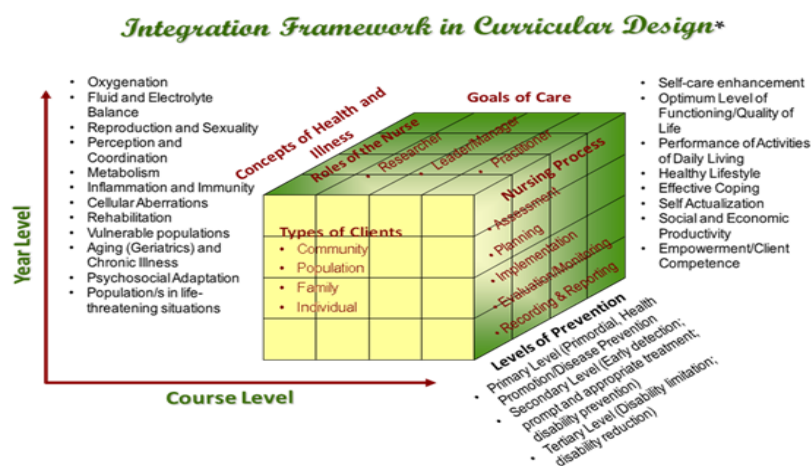 Integration Framework in Curricular Design*
• Oxygenation
• Fluid and Electrolyte
Balance
• Reproduction and Sexuality
• Perception and
Coordination
• Metabolism
• Inflammation and Immunity
• Cellular Aberrations
• Rehabilitation
• Vulnerable populations
• Aging (Geriatrics) and
Chronic Illness
• Psychosocial Adaptation
• Population/s in life-
threatening situations
Year Level
Course Level
Concepts of Health and
Illness
Goals of Care
Roles of the Nurse
• Researcher
• Leader/Manager
• Practitioner
Types of Clients
• Community
• Population
• Family
• Individual
Nursing Process
• Assessment
• Planning
• Implementation
• Evaluation/Monitoring
• Recording & Reporting
• Self-care enhancement
• Optimum Level of
Functioning/Quality of
Life
• Performance of Activities
of Daily Living
• Healthy Lifestyle
• Effective Coping
• Self Actualization
• Social and Economic
Productivity
• Empowerment/Client
Competence
Levels of Prevention
• Primary Level (Primordial, Health
Promotion/Disease Prevention
• Secondary Level (Early detection;
prompt and appropriate treatment;
disability prevention)
• Tertiary Level (Disability limitation;
disability reduction)